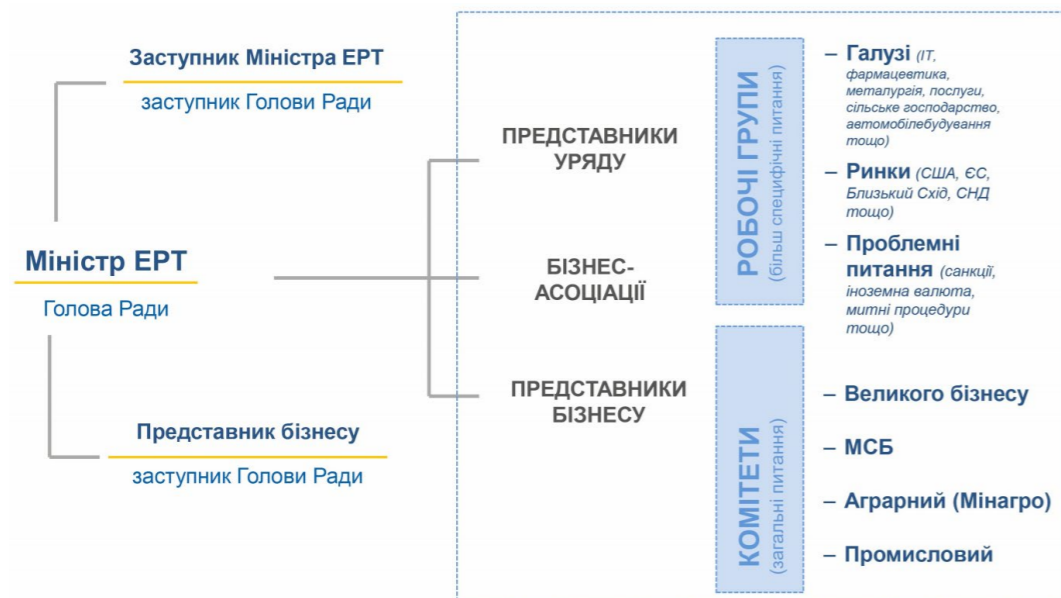 Заступник Міністра ЕРТ
заступник Голови Ради
Міністр ЕРТ
Голова Ради
Представник бізнесу
заступник Голови Ради
ПРЕДСТАВНИКИ
УРЯДУ
БІЗНЕС-
АСОЦІАЦІЇ
ПРЕДСТАВНИКИ
БІЗНЕСУ
РОБОЧІ ГРУПИ
(більш специфічні питання)
– Галузі (ІТ,
фармацевтика,
металургія, послуги,
сільське господарство,
автомобілебудування
тощо)
– Ринки (США, ЄС,
Близький Схід, СНД
тощо)
– Проблемні
питання (санкції,
іноземна валюта,
митні процедури
тощо)
КОМІТЕТИ
(загальні питання)
– Великого бізнесу
– МСБ
– Аграрний (Мінагро)
– Промисловий